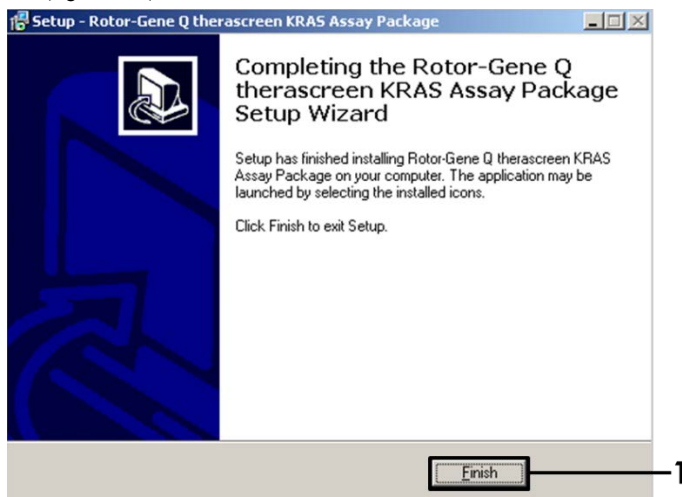 Setup - Rotor-Gene Q therascreen KRAS Assay Package
Completing the Rotor-Gene Q
therascreen KRAS Assay Package
Setup Wizard
Setup has finished installing Rotor-Gene Q therascreen KRAS
Assay Package on your computer. The application may be
launched by selecting the installed icons.
Click Finish to exit Setup.
Finish
1